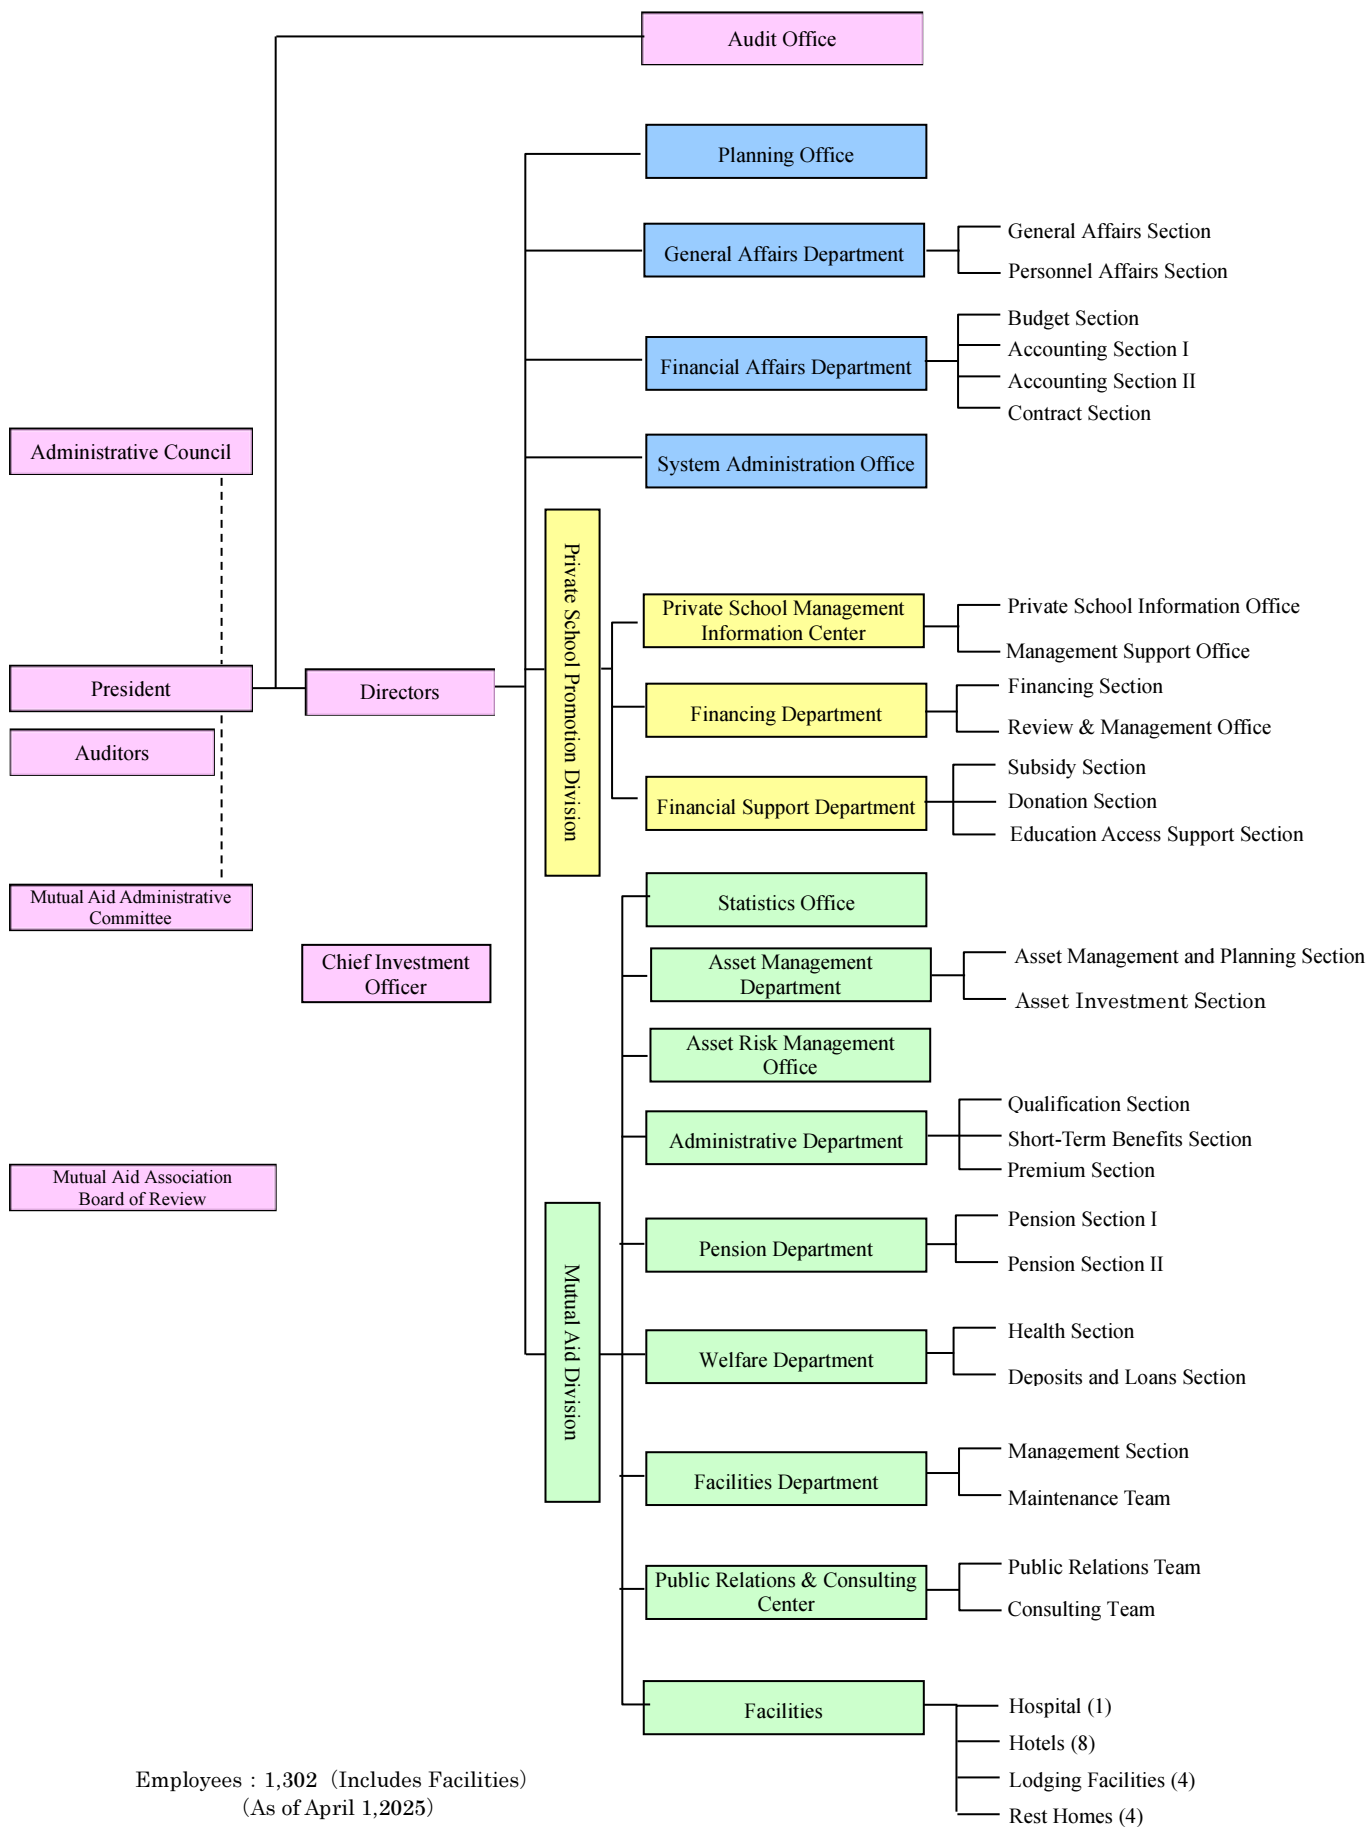 Audit Office
Planning Office
General Affairs Department
General Affairs Section
Personnel Affairs Section
Financial Affairs Department
Budget Section
Accounting Section I
Accounting Section II
Contract Section
System Administration Office
Administrative Council
President
Auditors
Directors
Mutual Aid Administrative
Committee
Chief Investment
Officer
Mutual Aid Association
Board of Review
Private School Promotion Division
Private School Management
Information Center
Private School Information Office
Management Support Office
Financing Department
Financing Section
Review & Management Office
Financial Support Department
Subsidy Section
Donation Section
Education Access Support Section
Mutual Aid Division
Statistics Office
Asset Management
Department
Asset Management and Planning Section
Asset Investment Section
Asset Risk Management
Office
Administrative Department
Qualification Section
Short-Term Benefits Section
Premium Section
Pension Department
Pension Section I
Pension Section II
Welfare Department
Health Section
Deposits and Loans Section
Facilities Department
Management Section
Maintenance Team
Public Relations & Consulting
Center
Public Relations Team
Consulting Team
Facilities
Hospital (1)
Hotels (8)
Lodging Facilities (4)
Rest Homes (4)
Employees：1,302（Includes Facilities）
（As of April 1,2025）